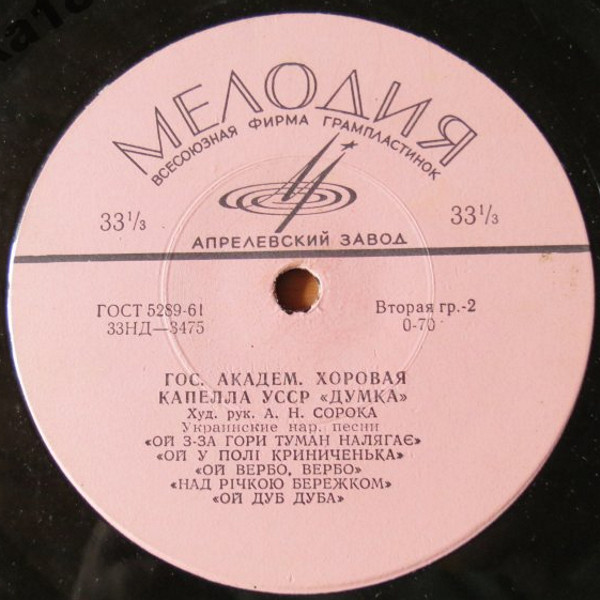 МЕЛОДИЯ
ВСЕСОЮЗНАЯ ФИРМА ГРАМПЛАСТИНОК
33⅓ 33⅓
АПРЕЛЕВСКИЙ ЗАВОД
ГОСТ 5289-61 Вторая гр.-2
33НД—3475 0-70
ГОС. АКАДЕМ. ХОРОВАЯ
КАПЕЛЛА УССР «ДУМКА»
Худ. рук. А. Н. СОРОКА
Украинские нар. песни
«ОЙ З-ЗА ГОРИ ТУМАН НАЛЯГАЄ»
«ОЙ У ПОЛІ КРИНИЧЕНЬКА»
«ОЙ ВЕРБО, ВЕРБО»
«НАД РІЧКОЮ БЕРЕЖКОМ»
«ОЙ ДУБ ДУБА»